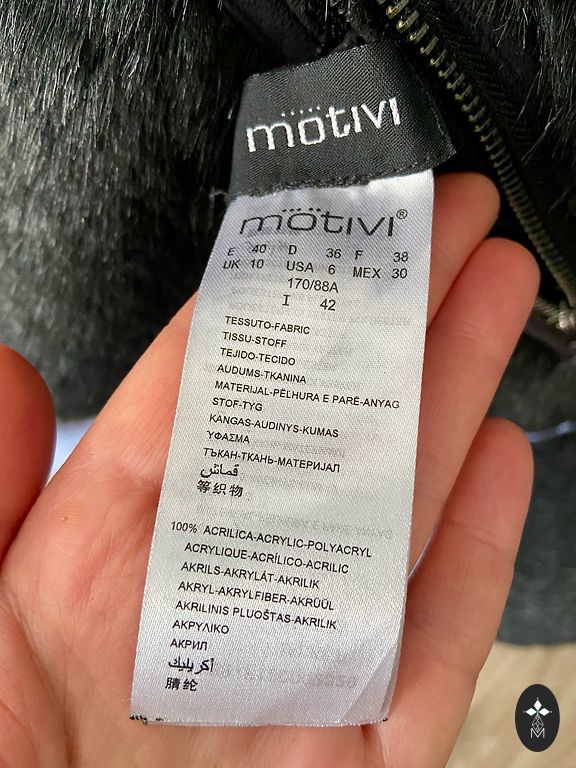 mötivi
mötivi®
E 40 D 36 F 38
UK 10 USA 6 MEX 30
170/88A
I 42
TESSUTO-FABRIC
TISSU-STOFF
TEJIDO-TECIDO
AUDUMS-TKANINA
MATERIJAL-PËLHURA E PARË-ANYAG
STOF-TYG
KANGAS-AUDINYS-KUMAS
ΥΦΑΣΜΑ
ТЪКАН-ТКАНЬ-МАТЕРИЈАЛ
قماش
等织物
100% ACRILICA-ACRYLIC-POLYACRYL
ACRYLIQUE-ACRÍLICO-ACRILIC
AKRILS-AKRYLÁT-AKRILIK
AKRYL-AKRYLFIBER-AKRÜÜL
AKRILINIS PLUOŠTAS-AKRILIK
ΑΚΡΥΛΙΚΟ
АКРИЛ
أكريليك
腈纶
M